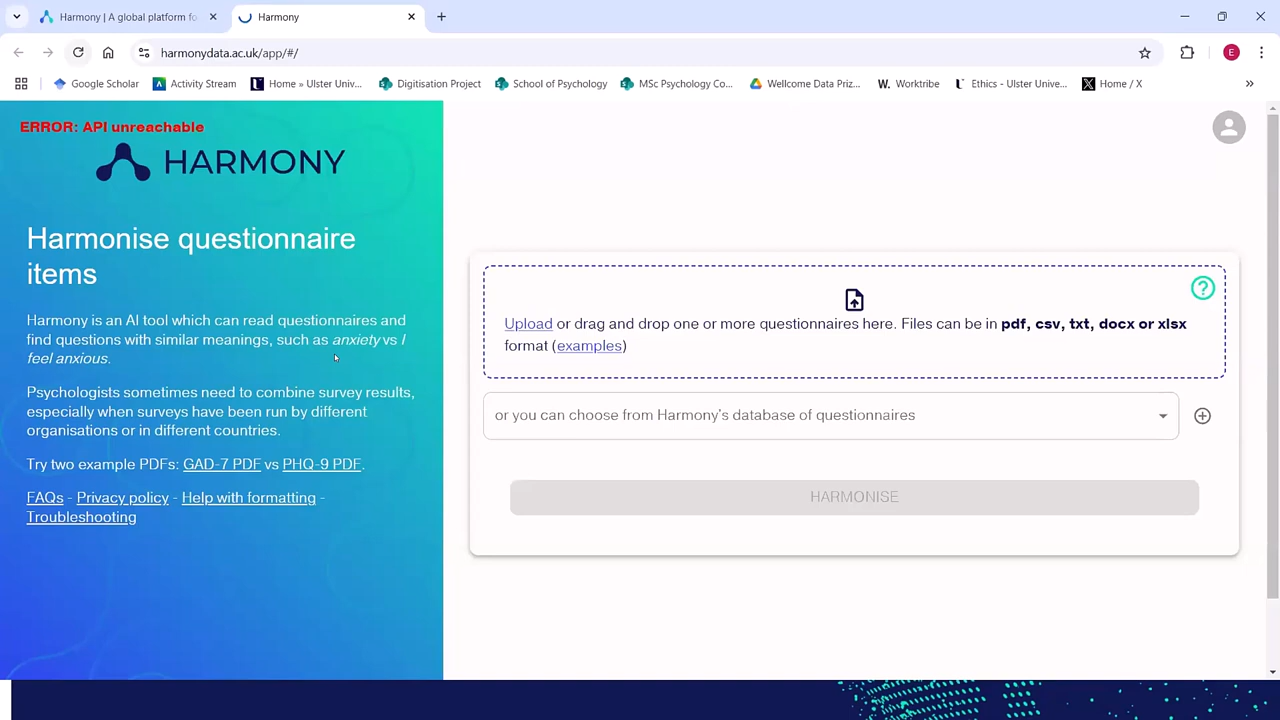 Harmony | A global platform fo
Harmony
harmonydata.ac.uk/app/#/
E
Google Scholar
Activity Stream
Home » Ulster Univ...
Digitisation Project
School of Psychology
MSc Psychology Co...
Wellcome Data Priz...
W. Worktribe
Ethics - Ulster Unive...
Home / X
ERROR: API unreachable
HARMONY
Harmonise questionnaire
items
Harmony is an AI tool which can read questionnaires and
find questions with similar meanings, such as anxiety vs I
feel anxious.
Psychologists sometimes need to combine survey results,
especially when surveys have been run by different
organisations or in different countries.
Try two example PDFs: GAD-7 PDF vs PHQ-9 PDF.
FAQs - Privacy policy - Help with formatting -
Troubleshooting
Upload or drag and drop one or more questionnaires here. Files can be in pdf, csv, txt, docx or xlsx
format (examples)
or you can choose from Harmony's database of questionnaires
HARMONISE